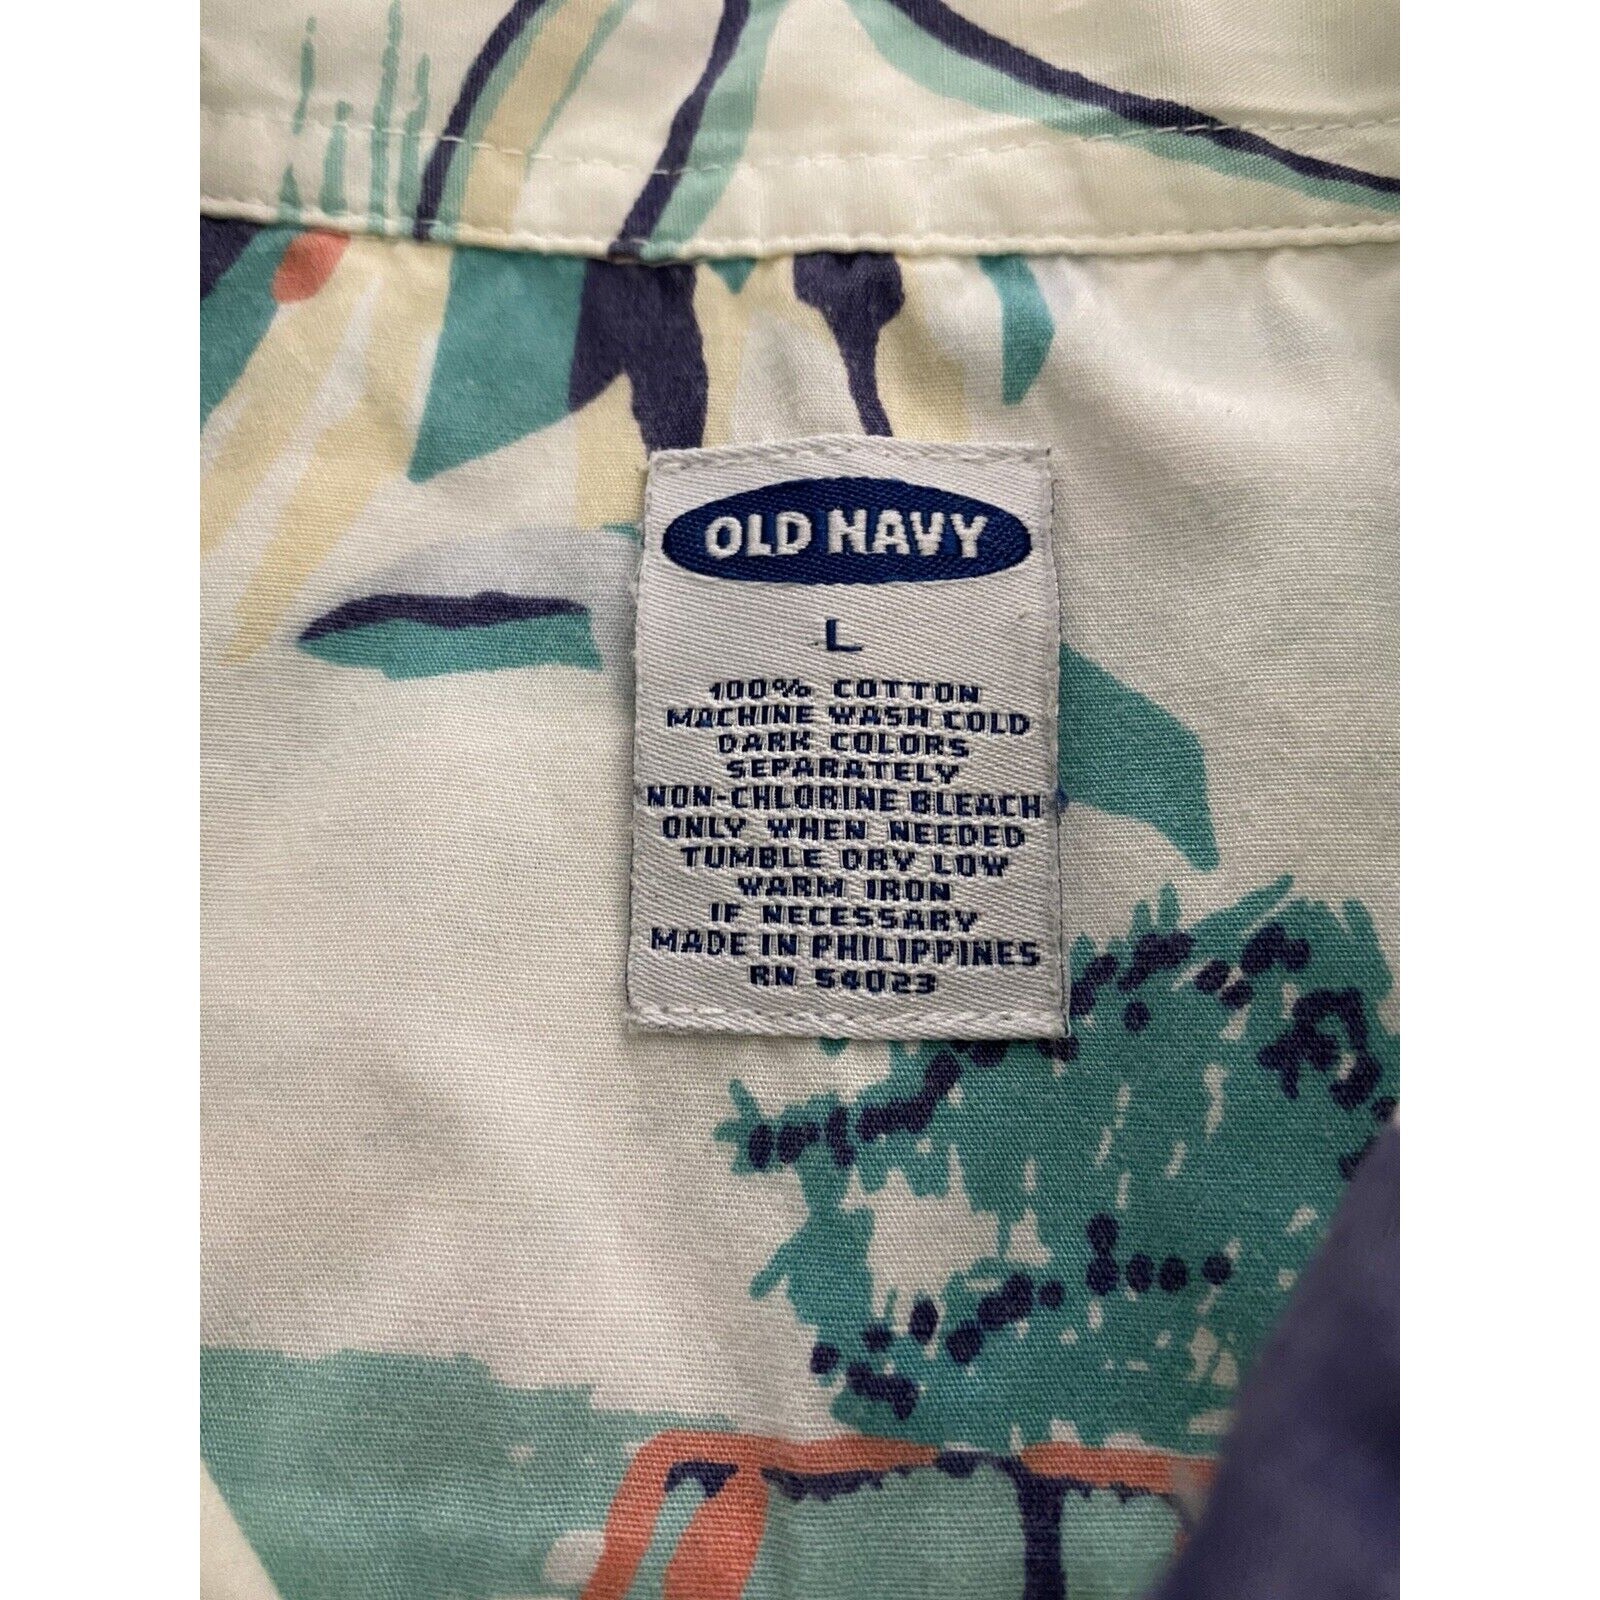 OLD NAVY
L
100% COTTON
MACHINE WASH COLD
DARK COLORS
SEPARATELY
NON-CHLORINE BLEACH
ONLY WHEN NEEDED
TUMBLE DRY LOW
WARM IRON
IF NECESSARY
MADE IN PHILIPPINES
RN 54023